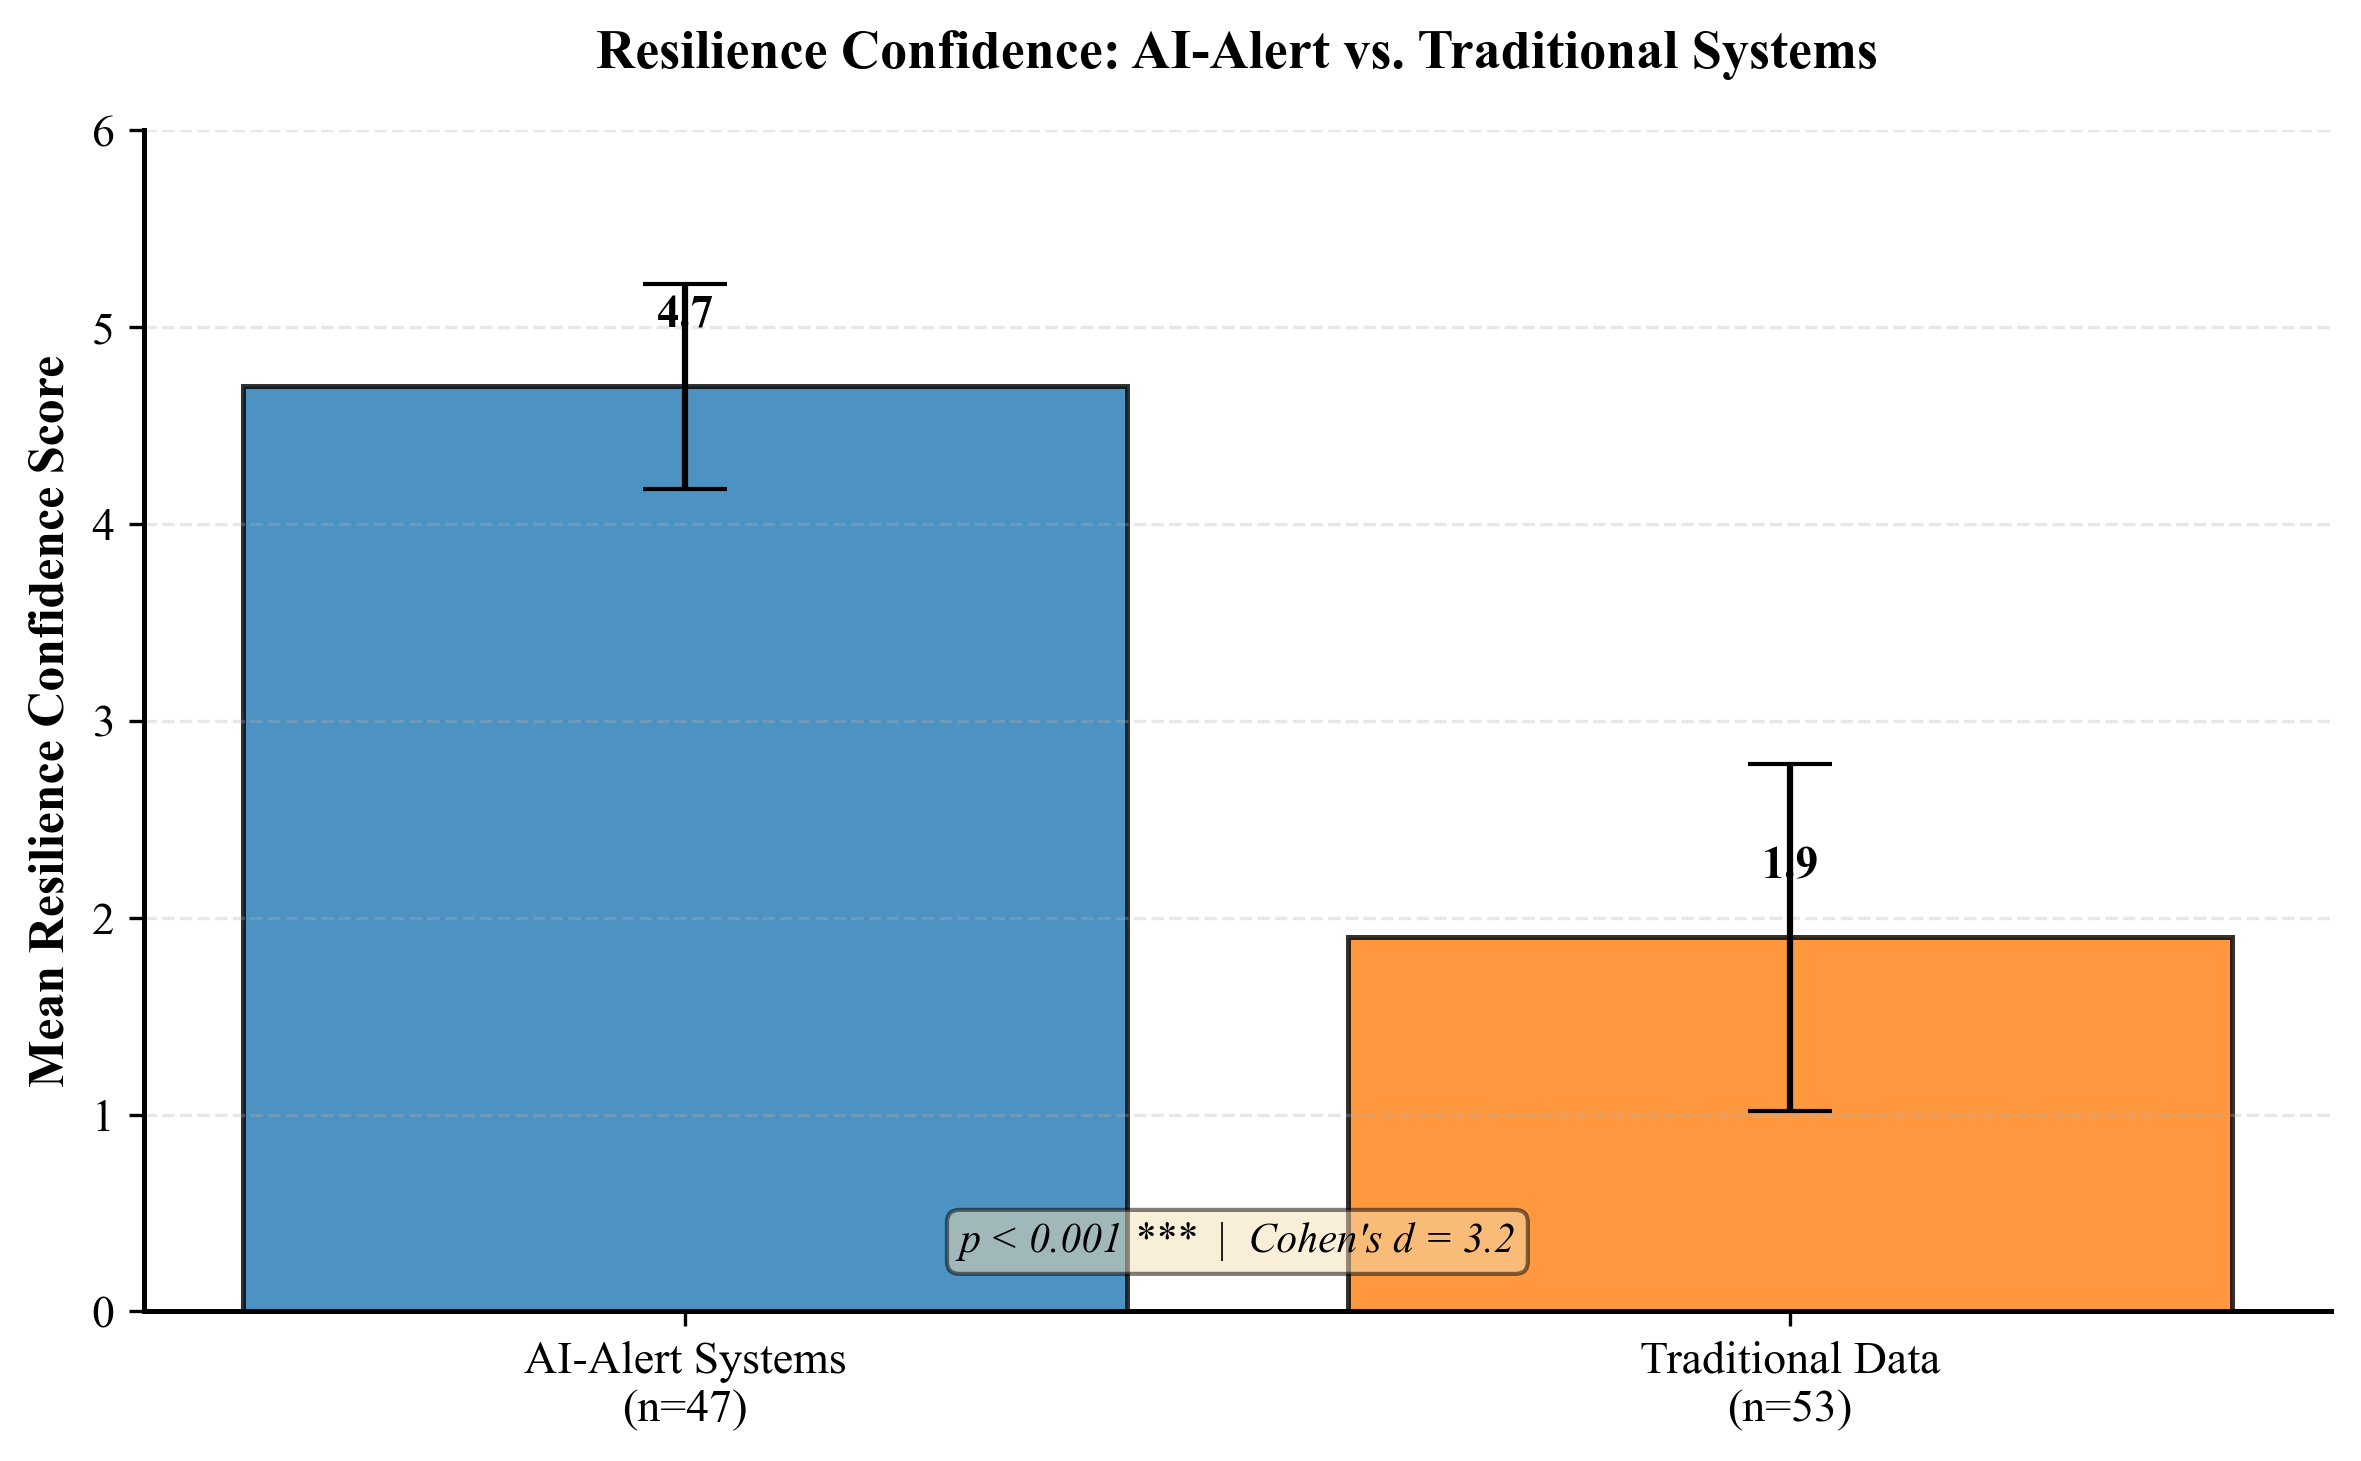 Resilience Confidence: AI-Alert vs. Traditional Systems
Mean Resilience Confidence Score
6
5
4
3
2
1
0
4.7
1.9
p < 0.001 *** | Cohen's d = 3.2
AI-Alert Systems
(n=47)
Traditional Data
(n=53)